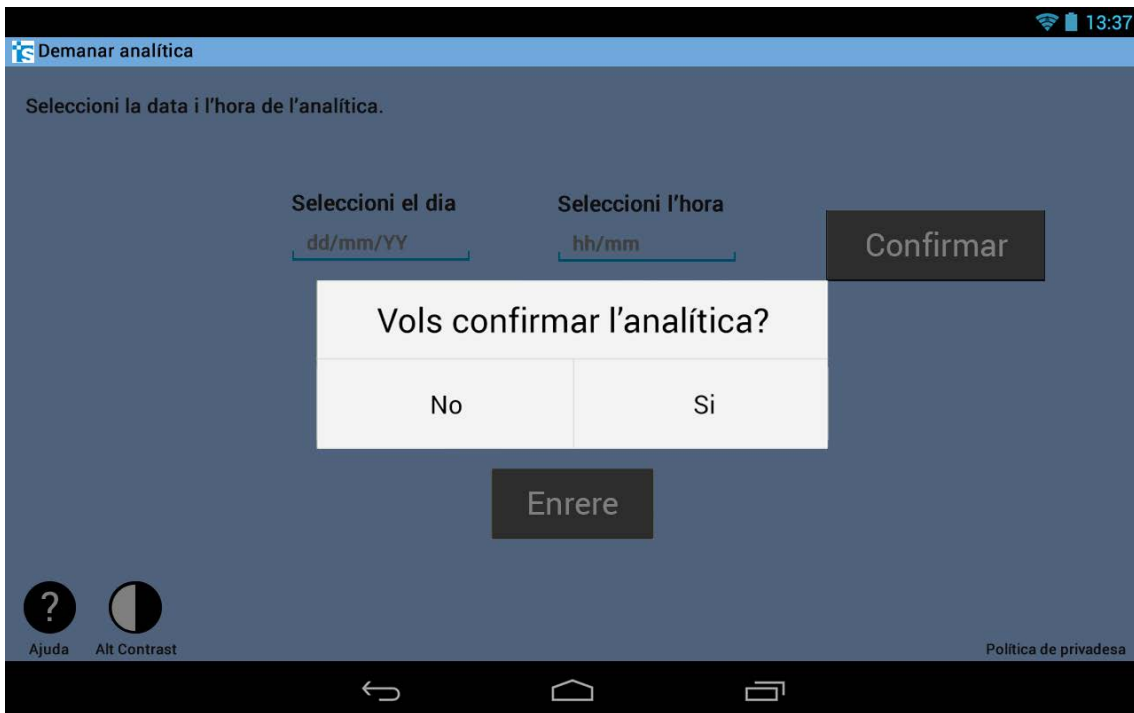 13:37
Demanar analítica
Seleccioni la data i l'hora de l'analítica.
Seleccioni el dia Seleccioni l'hora
dd/mm/YY hh/mm Confirmar
Vols confirmar l'analítica?
No Si
Enrere
?
Ajuda Alt Contrast Política de privadesa